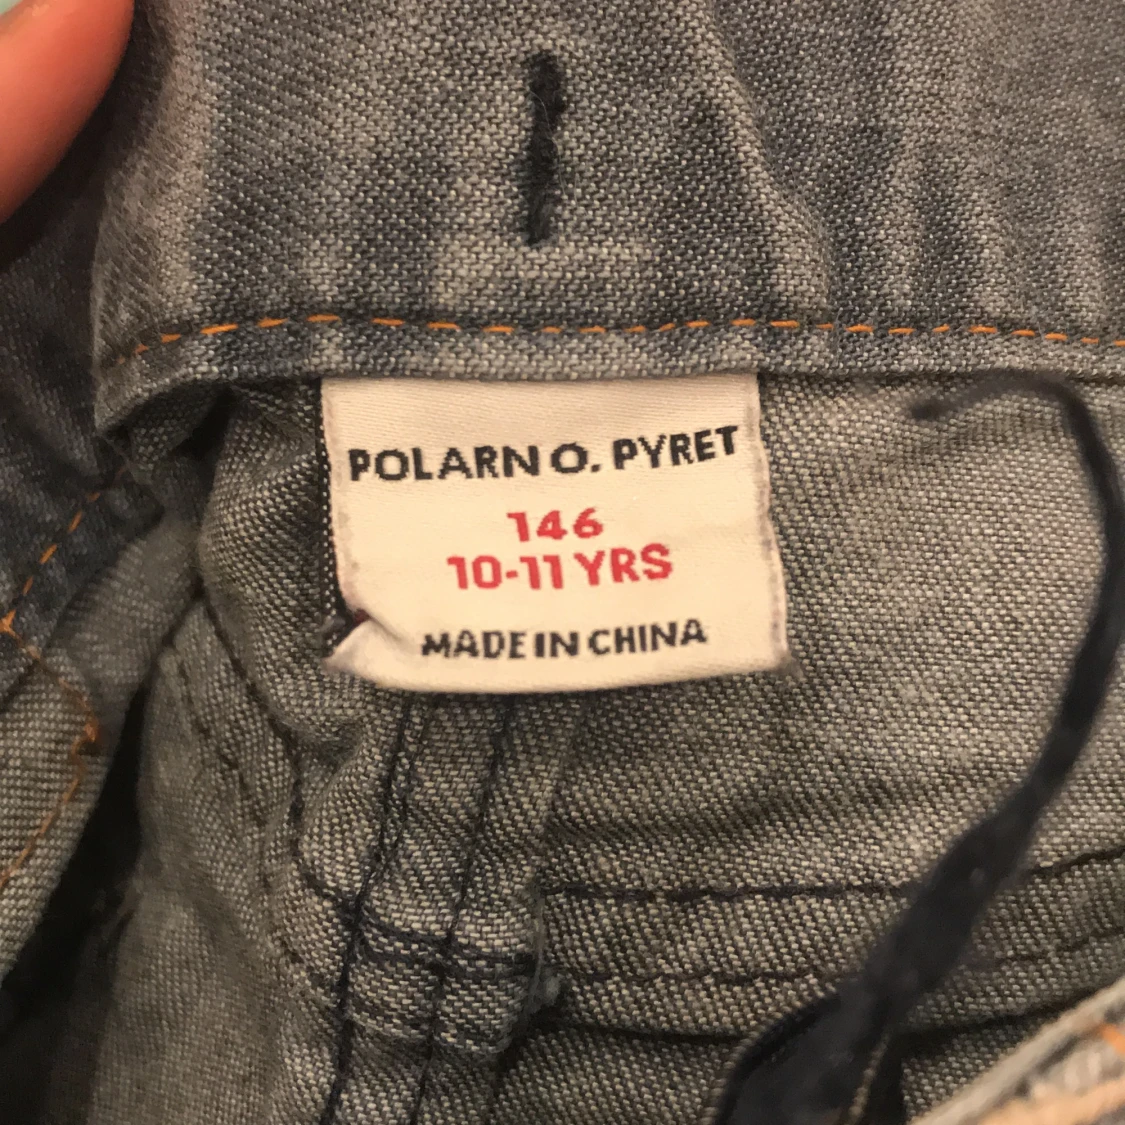 POLARN O. PYRET
146
10-11 YRS
MADE IN CHINA